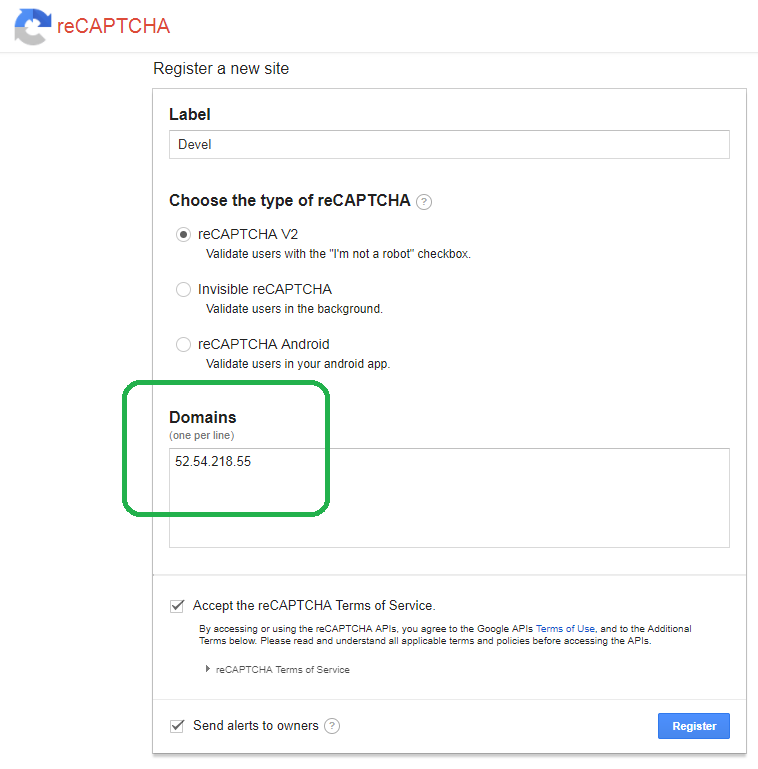 reCAPTCHA
Register a new site
Label
Devel
Choose the type of reCAPTCHA ?
reCAPTCHA V2
Validate users with the "I'm not a robot" checkbox.
Invisible reCAPTCHA
Validate users in the background.
reCAPTCHA Android
Validate users in your android app.
Domains
(one per line)
52.54.218.55
Accept the reCAPTCHA Terms of Service.
By accessing or using the reCAPTCHA APIs, you agree to the Google APIs Terms of Use, and to the Additional
Terms below. Please read and understand all applicable terms and policies before accessing the APIs.
reCAPTCHA Terms of Service
Send alerts to owners ?
Register